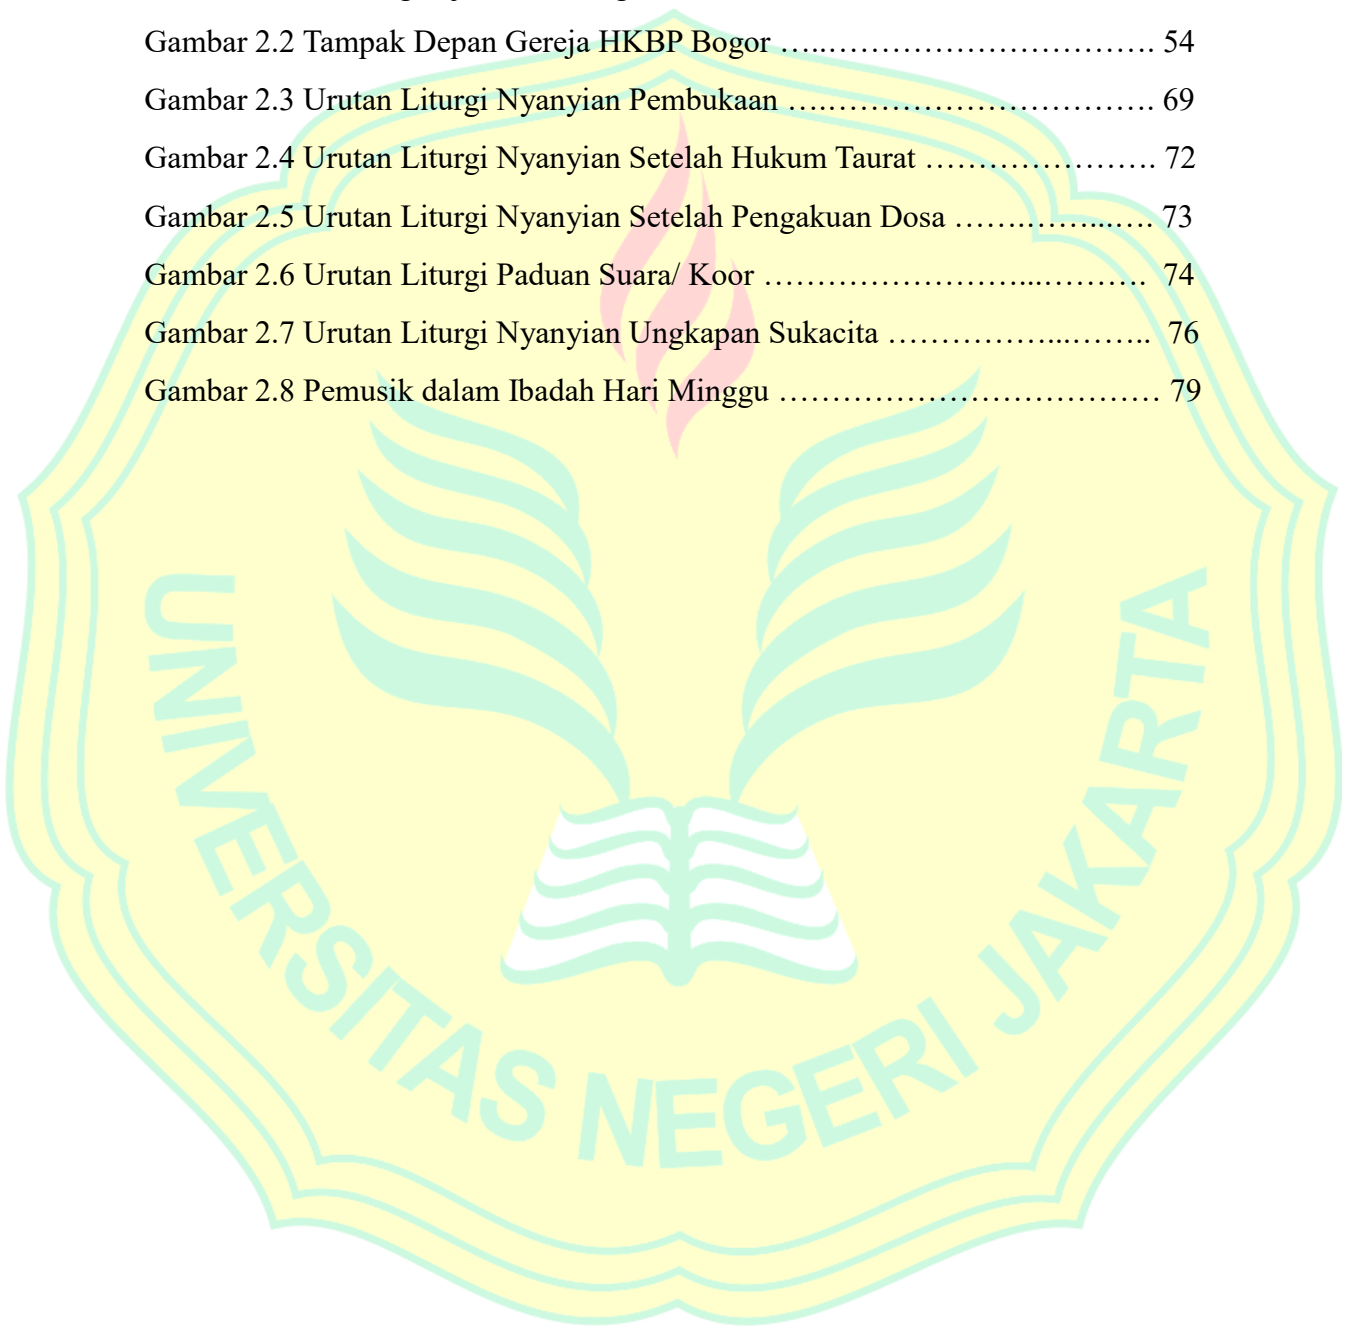 Gambar 2.2 Tampak Depan Gereja HKBP Bogor …..…………………………. 54
Gambar 2.3 Urutan Liturgi Nyanyian Pembukaan ….………………………. 69
Gambar 2.4 Urutan Liturgi Nyanyian Setelah Hukum Taurat …………………. 72
Gambar 2.5 Urutan Liturgi Nyanyian Setelah Pengakuan Dosa …….……...…. 73
Gambar 2.6 Urutan Liturgi Paduan Suara/ Koor ……………………...………. 74
Gambar 2.7 Urutan Liturgi Nyanyian Ungkapan Sukacita ……………...…….. 76
Gambar 2.8 Pemusik dalam Ibadah Hari Minggu ……………………………… 79
UNIVERSITAS NEGERI JAKARTA